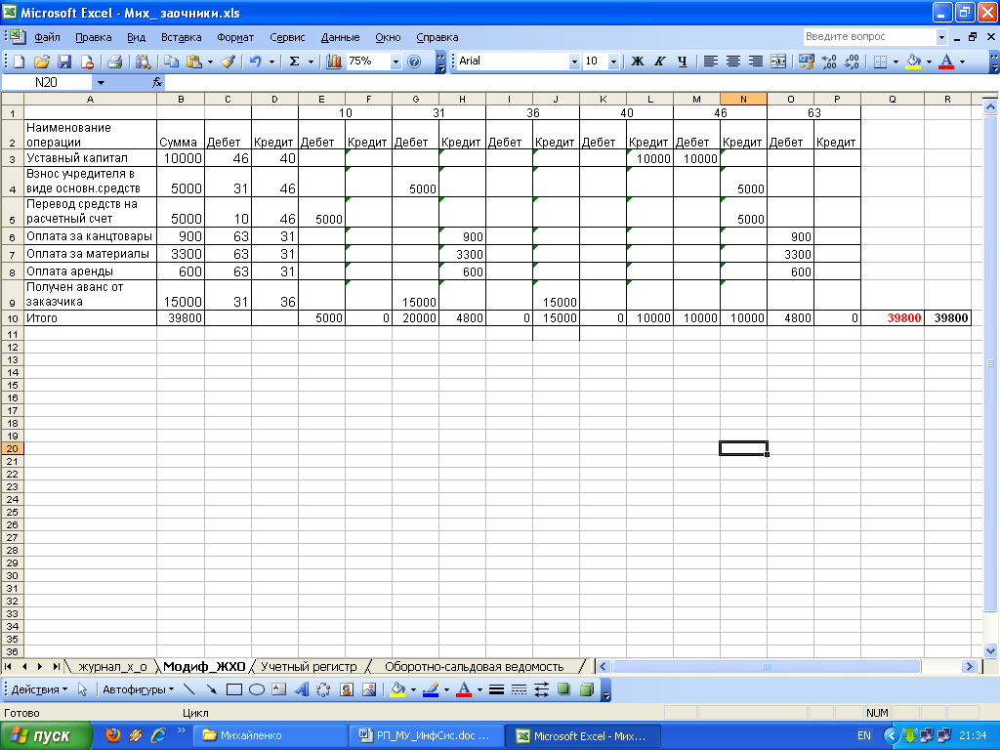 Microsoft Excel - Мих_ заочники.xls
Файл Правка Вид Вставка Формат Сервис Данные Окно Справка Введите вопрос
75% Arial 10 Ж К Ч
N20 fx
A B C D E F G H I J K L M N O P Q R
1 10 31 36 40 46 63
Наименование
2 операции Сумма Дебет Кредит Дебет Кредит Дебет Кредит Дебет Кредит Дебет Кредит Дебет Кредит Дебет Кредит
3 Уставный капитал 10000 46 40 10000 10000
Взнос учредителя в
4 виде основн.средств 5000 31 46 5000 5000
Перевод средств на
5 расчетный счет 5000 10 46 5000 5000
6 Оплата за канцтовары 900 63 31 900 900
7 Оплата за материалы 3300 63 31 3300 3300
8 Оплата аренды 600 63 31 600 600
Получен аванс от
9 заказчика 15000 31 36 15000 15000
10 Итого 39800 5000 0 20000 4800 0 15000 0 10000 10000 10000 4800 0 39800 39800
11
12
13
14
15
16
17
18
19
20
21
22
23
24
25
26
27
28
29
30
31
32
33
34
35
36
журнал_х_о Модиф_ЖХО Учетный регистр Оборотно-сальдовая ведомость
Действия Автофигуры
Готово Цикл NUM
пуск Михайленко РП_МУ_ИнфСис.doc ... Microsoft Excel - Мих... EN 21:34